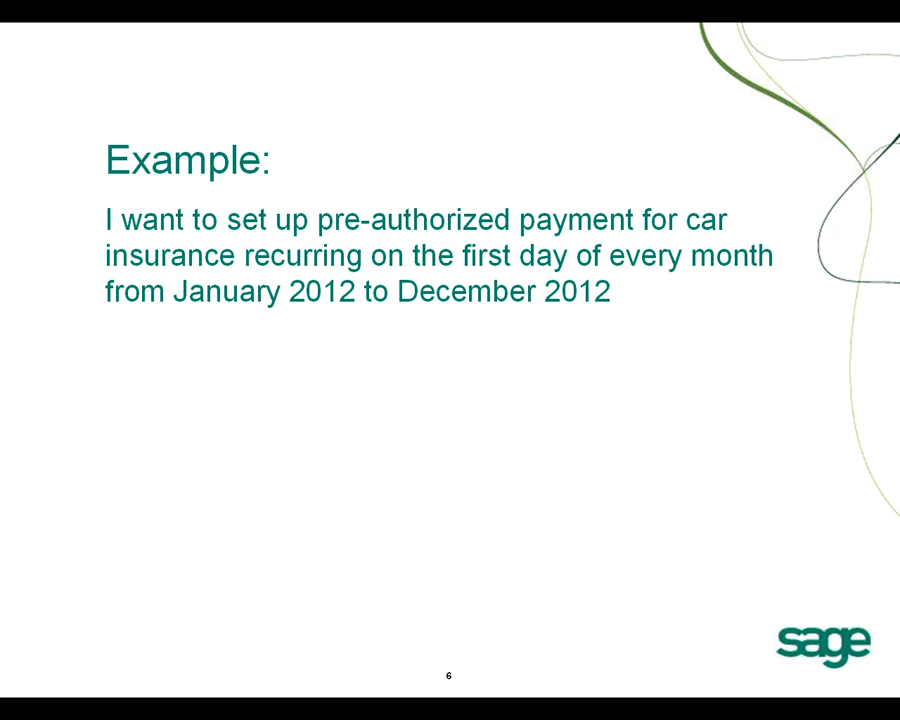 Example:
I want to set up pre-authorized payment for car
insurance recurring on the first day of every month
from January 2012 to December 2012
sage
6